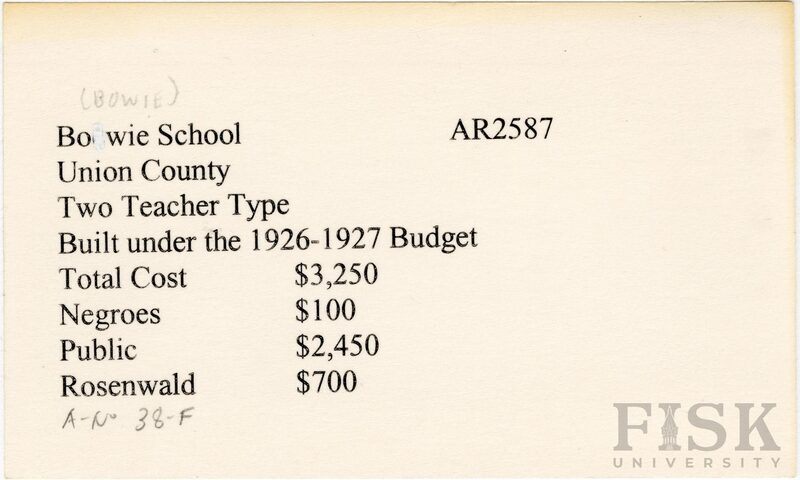 (BOWIE)
Bo wie School AR2587
Union County
Two Teacher Type
Built under the 1926-1927 Budget
Total Cost $3,250
Negroes $100
Public $2,450
Rosenwald $700
A-No 38-F
FISK
UNIVERSITY